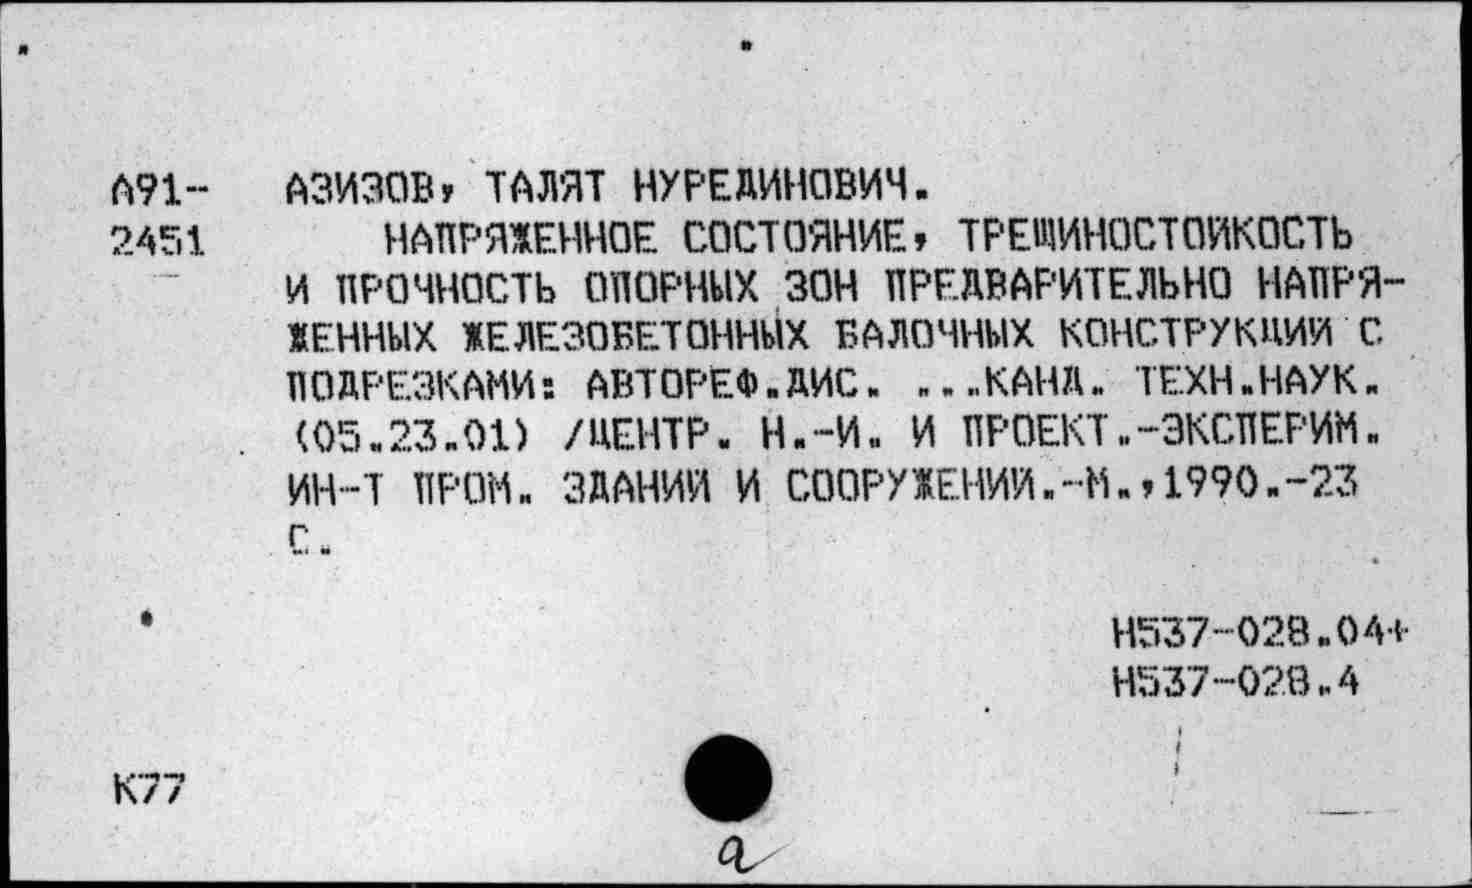 А91- АЗИЗОВ, ТАЛЯТ НУРЕДИНОВИЧ.
2451 НАПРЯЖЕННОЕ СОСТОЯНИЕ, ТРЕЩИНОСТОЙКОСТЬ
И ПРОЧНОСТЬ ОПОРНЫХ ЗОН ПРЕДВАРИТЕЛЬНО НАПРЯ-
ЖЕННЫХ ЖЕЛЕЗОБЕТОННЫХ БАЛОЧНЫХ КОНСТРУКЦИЙ С
ПОДРЕЗКАМИ: АВТОРЕФ.ДИС. ...КАНД. ТЕХН.НАУК.
(05.23.01) /ЦЕНТР. Н.-И. И ПРОЕКТ.-ЭКСПЕРИМ.
ИН-Т ПРОМ. ЗДАНИЙ И СООРУЖЕНИЙ.-М.,1990.-23
С.
Н537-028.04+
Н537-028.4
К77
а